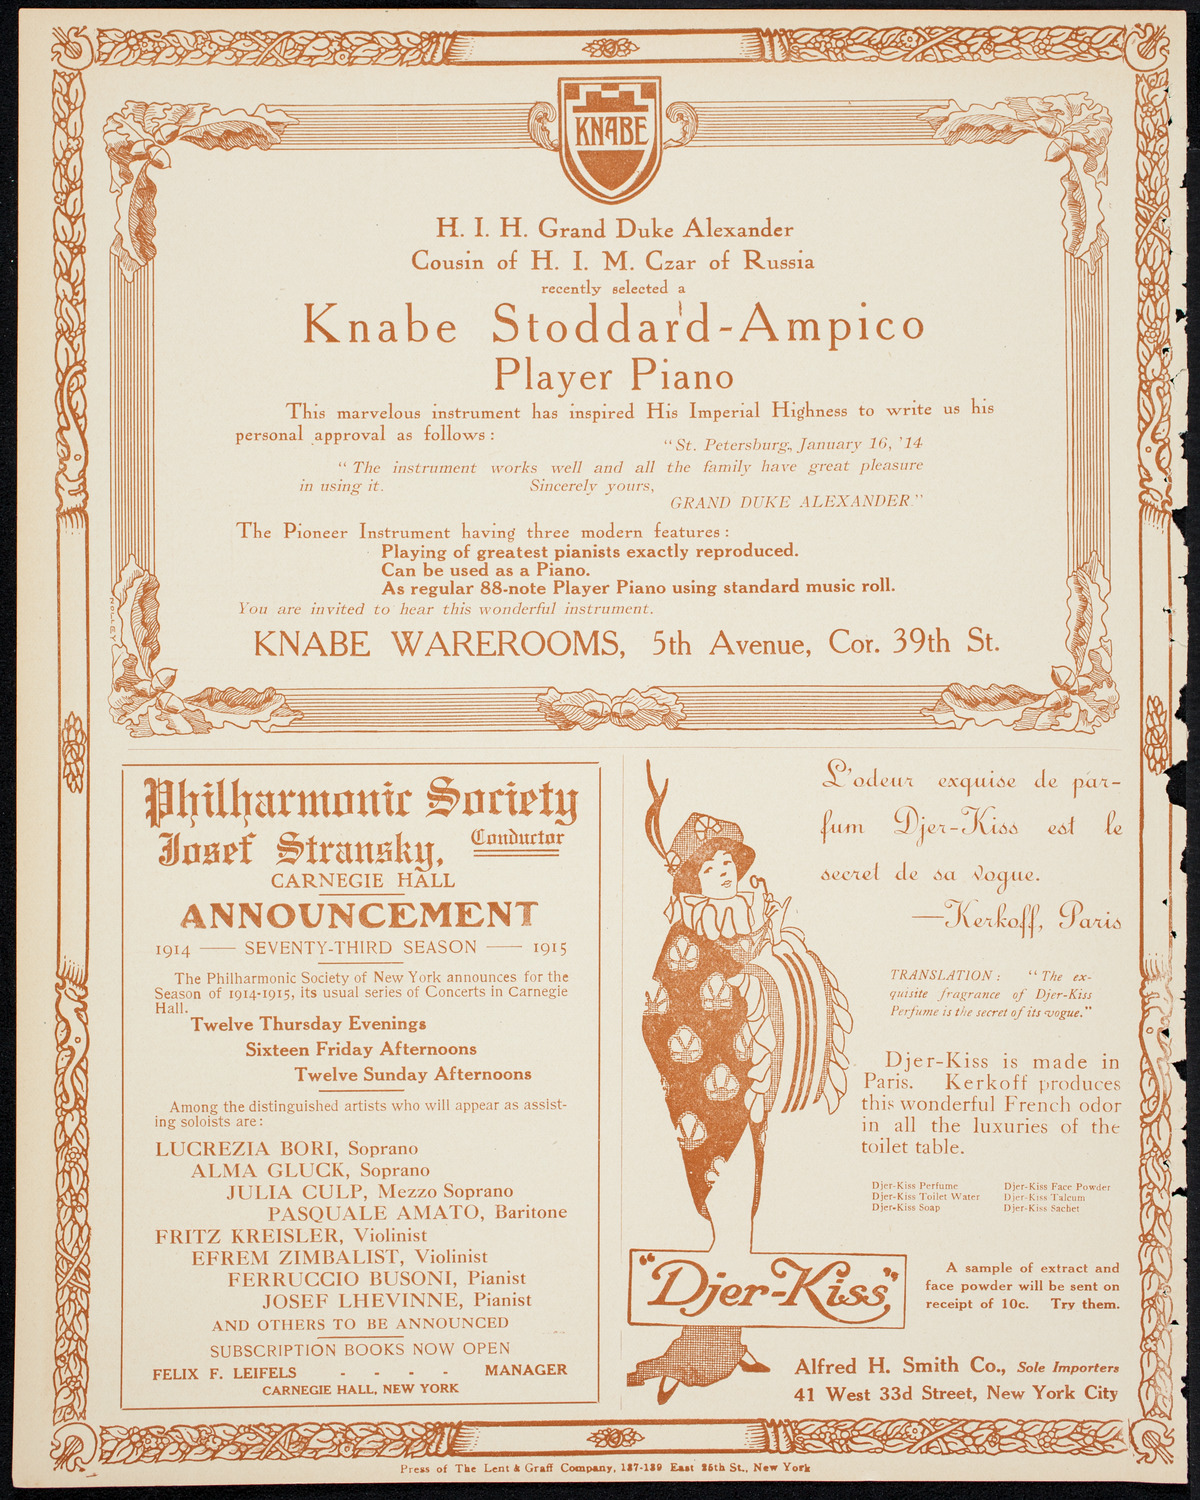 KNABE
H. I. H. Grand Duke Alexander
Cousin of H. I. M. Czar of Russia
recently selected a
Knabe Stoddard-Ampico
Player Piano
This marvelous instrument has inspired His Imperial Highness to write us his
personal approval as follows:
"St. Petersburg, January 16, '14
"The instrument works well and all the family have great pleasure
in using it. Sincerely yours,
GRAND DUKE ALEXANDER"
The Pioneer Instrument having three modern features:
Playing of greatest pianists exactly reproduced.
Can be used as a Piano.
As regular 88-note Player Piano using standard music roll.
You are invited to hear this wonderful instrument.
KNABE WAREROOMS, 5th Avenue, Cor. 39th St.
HOLLEY
Philharmonic Society
Josef Stransky, Conductor
CARNEGIE HALL
ANNOUNCEMENT
1914 — SEVENTY-THIRD SEASON — 1915
The Philharmonic Society of New York announces for the
Season of 1914-1915, its usual series of Concerts in Carnegie
Hall.
Twelve Thursday Evenings
Sixteen Friday Afternoons
Twelve Sunday Afternoons
Among the distinguished artists who will appear as assist-
ing soloists are:
LUCREZIA BORI, Soprano
ALMA GLUCK, Soprano
JULIA CULP, Mezzo Soprano
PASQUALE AMATO, Baritone
FRITZ KREISLER, Violinist
EFREM ZIMBALIST, Violinist
FERRUCCIO BUSONI, Pianist
JOSEF LHEVINNE, Pianist
AND OTHERS TO BE ANNOUNCED
SUBSCRIPTION BOOKS NOW OPEN
FELIX F. LEIFELS - - - - MANAGER
CARNEGIE HALL, NEW YORK
L'odeur exquise de par-
fum Djer-Kiss est le
secret de sa vogue.
—Kerkoff, Paris
TRANSLATION: "The ex-
quisite fragrance of Djer-Kiss
Perfume is the secret of its vogue."
Djer-Kiss is made in
Paris. Kerkoff produces
this wonderful French odor
in all the luxuries of the
toilet table.
Djer-Kiss Perfume Djer-Kiss Face Powder
Djer-Kiss Toilet Water Djer-Kiss Talcum
Djer-Kiss Soap Djer-Kiss Sachet
"Djer-Kiss,"
A sample of extract and
face powder will be sent on
receipt of 10c. Try them.
Alfred H. Smith Co., Sole Importers
41 West 33d Street, New York City
Press of The Lent & Graff Company, 137-139 East 25th St., New York